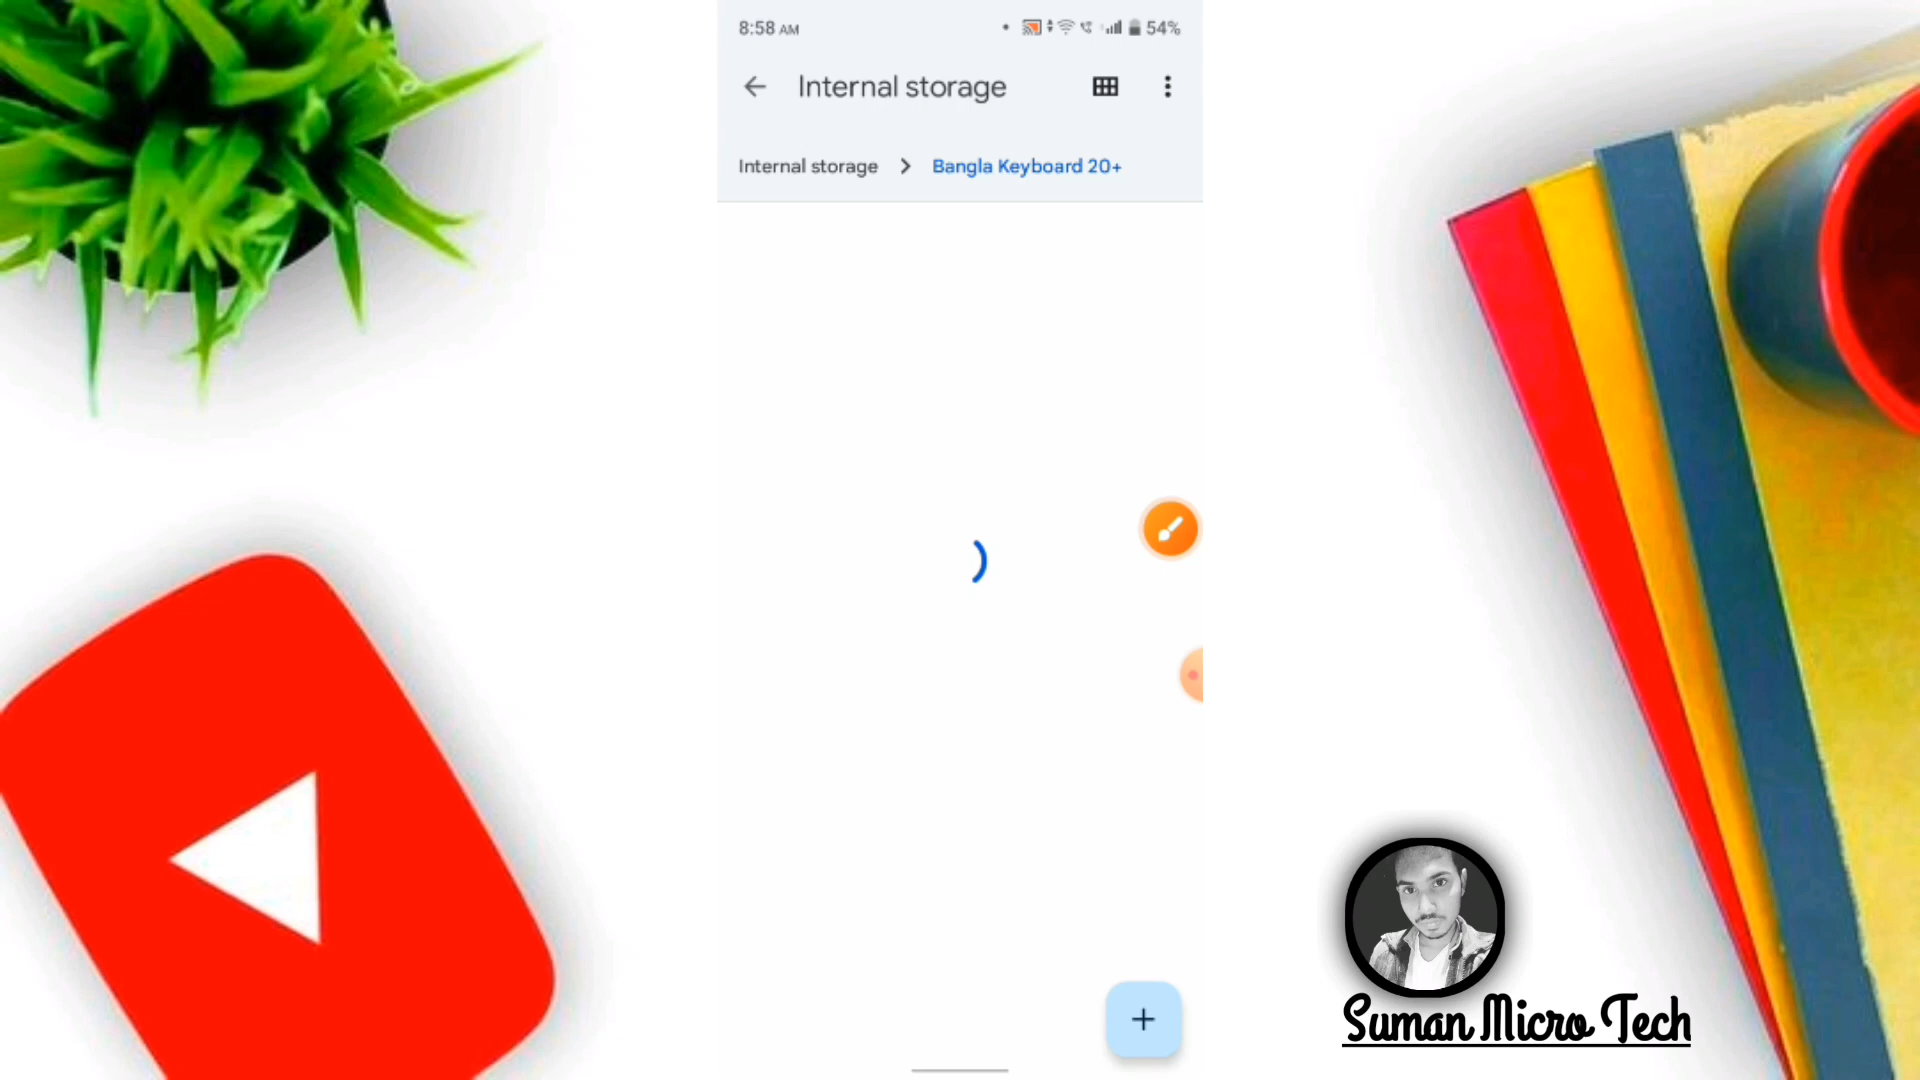 8:58 AM
54%
Internal storage
Internal storage > Bangla Keyboard 20+
Suman Micro Tech